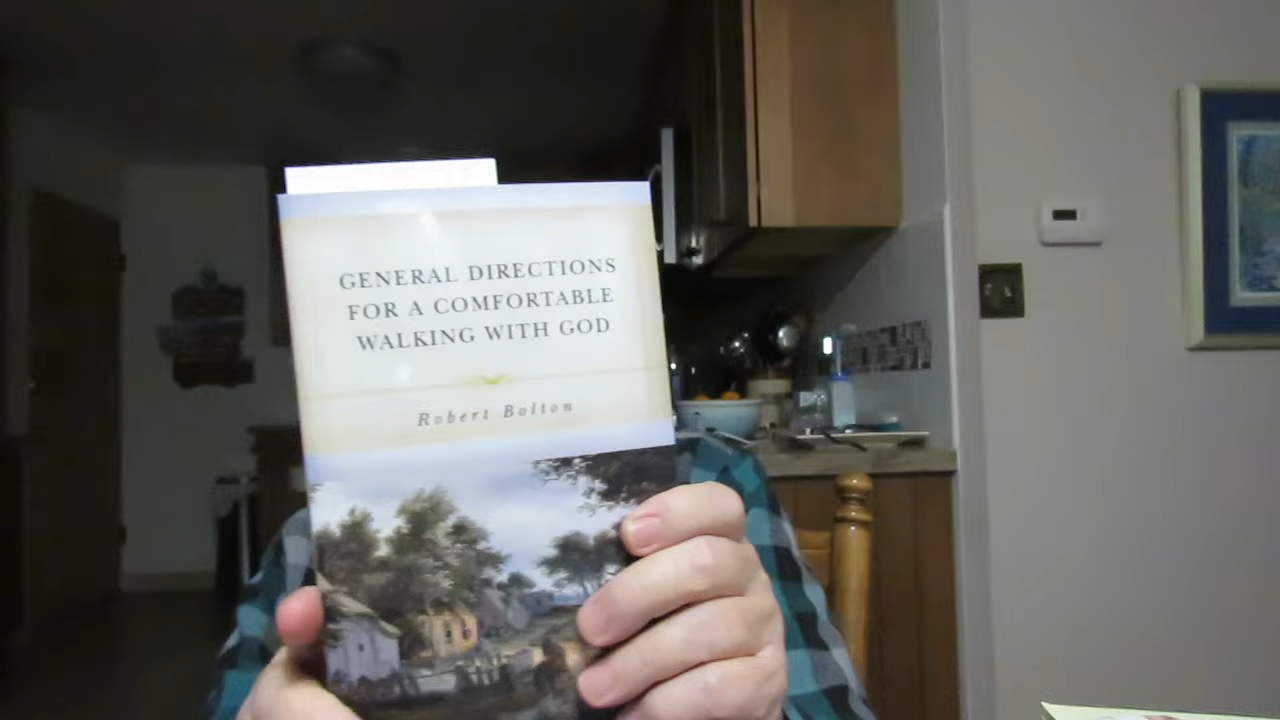 GENERAL DIRECTIONS
FOR A COMFORTABLE
WALKING WITH GOD
Robert Bolton